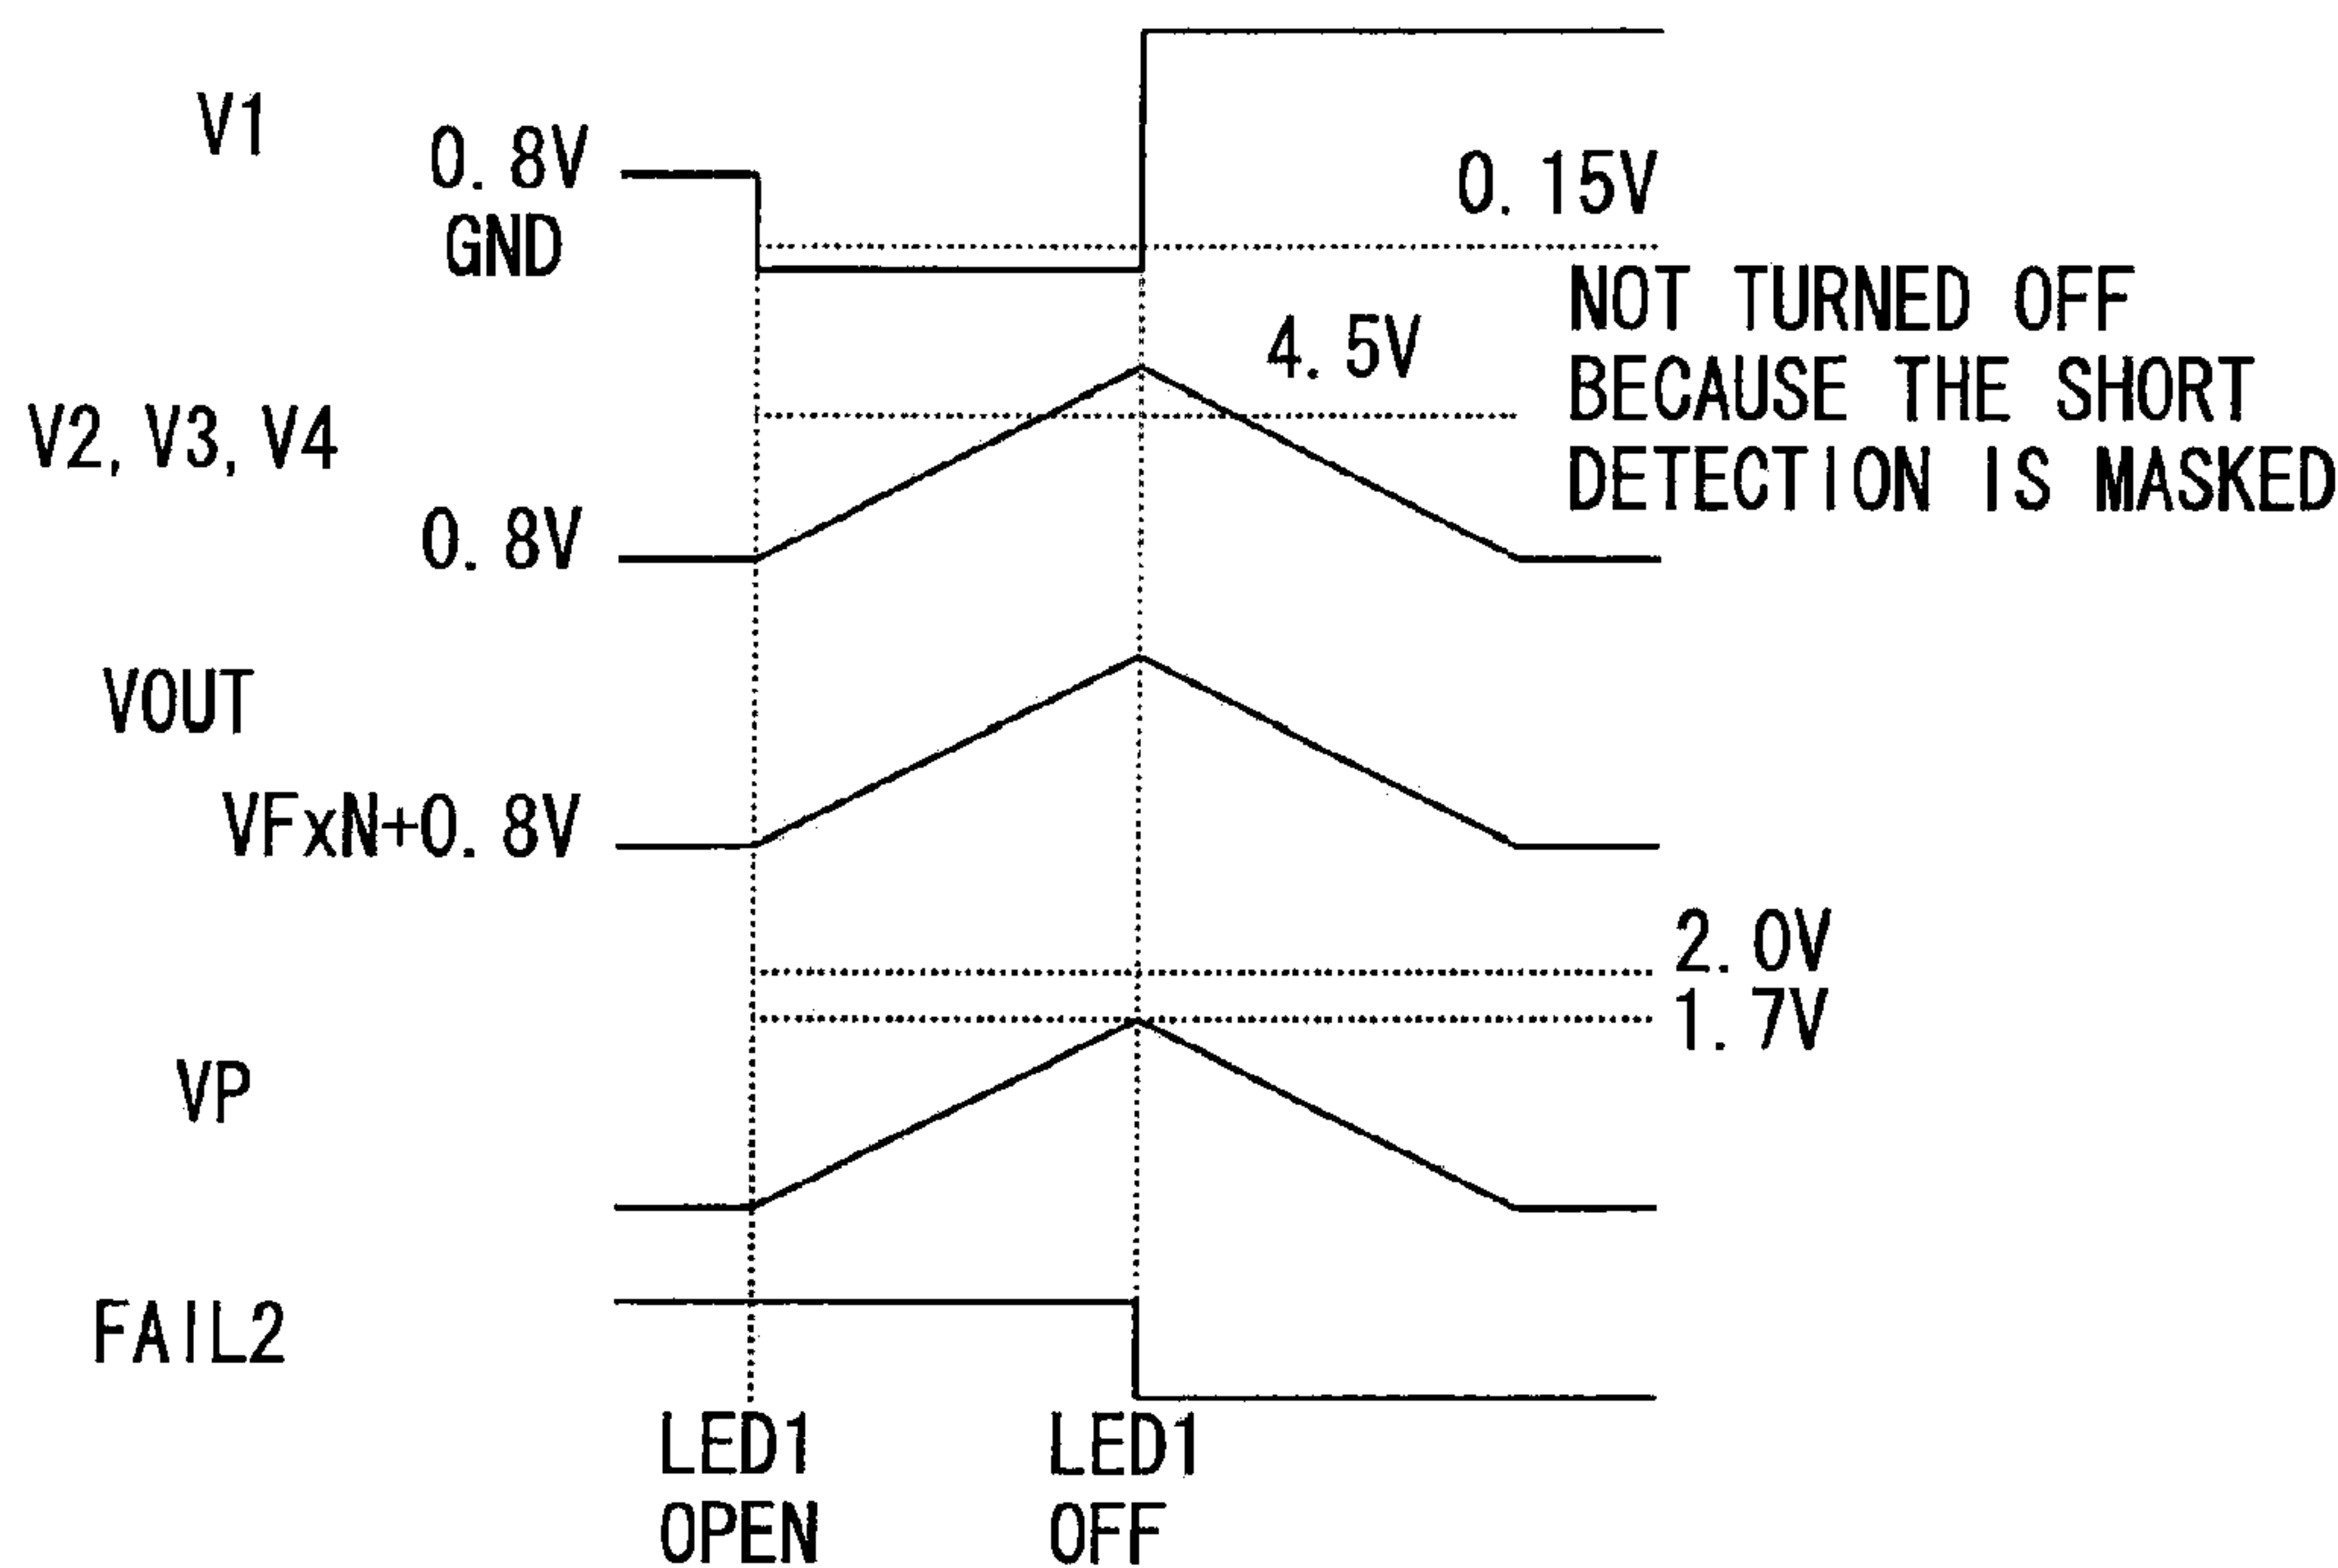 V1
0.8V
GND
0.15V
NOT TURNED OFF
BECAUSE THE SHORT
DETECTION IS MASKED
4.5V
V2, V3, V4
0.8V
VOUT
VFxN+0.8V
2.0V
1.7V
VP
FAIL2
LED1
OPEN
LED1
OFF